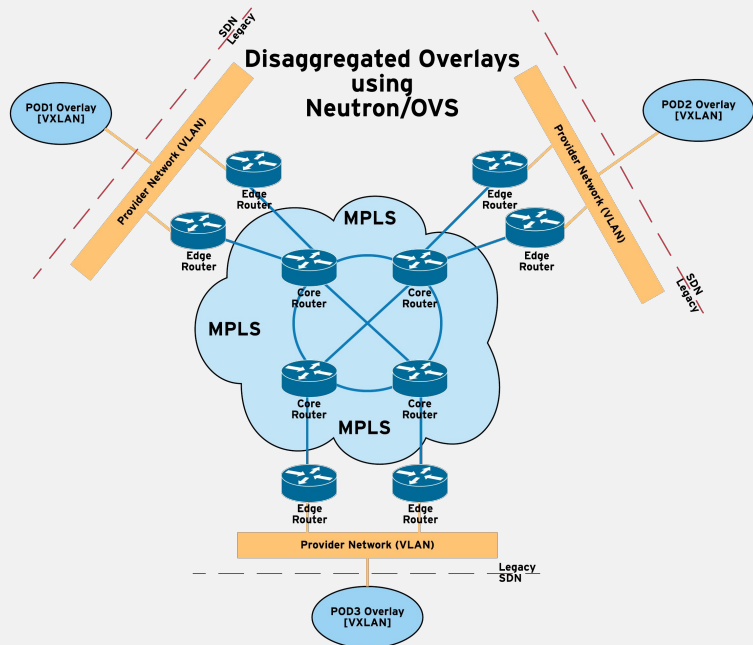 Disaggregated Overlays
using
Neutron/OVS
SDN
Legacy
POD1 Overlay
[VXLAN]
Provider Network (VLAN)
Edge
Router
Edge
Router
POD2 Overlay
[VXLAN]
Provider Network (VLAN)
SDN
Legacy
Edge
Router
Edge
Router
MPLS
Core
Router
Core
Router
MPLS
Core
Router
Core
Router
MPLS
Edge
Router
Edge
Router
Provider Network (VLAN)
Legacy
SDN
POD3 Overlay
[VXLAN]